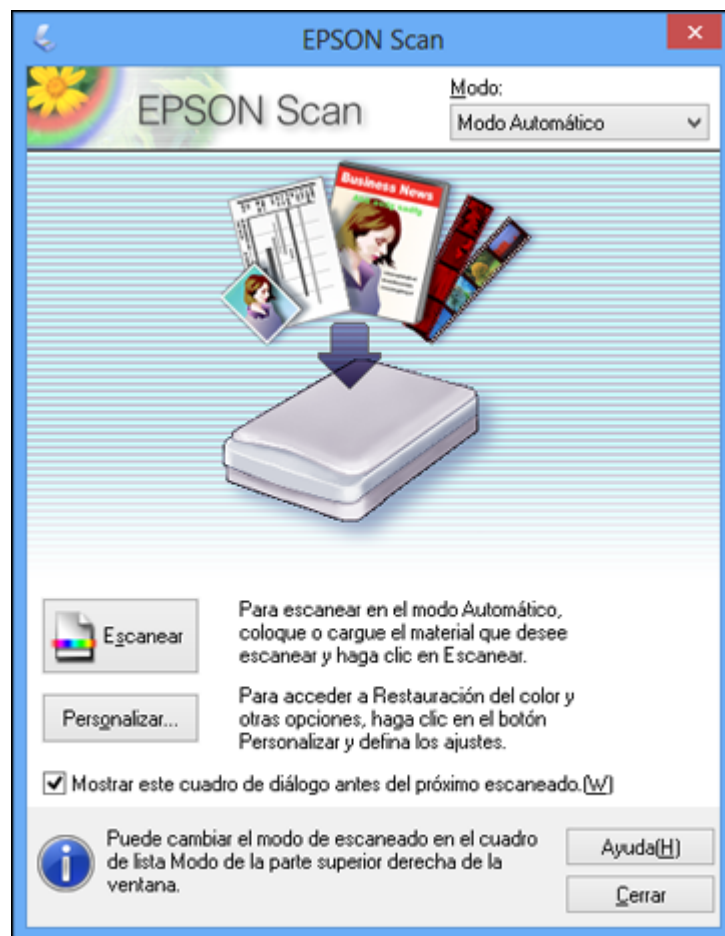 EPSON Scan
EPSON Scan
Modo:
Modo Automático
Business News
Escanear
Para escanear en el modo Automático,
coloque o cargue el material que desee
escanear y haga clic en Escanear.
Personalizar...
Para acceder a Restauración del color y
otras opciones, haga clic en el botón
Personalizar y defina los ajustes.
Mostrar este cuadro de diálogo antes del próximo escaneado.(W)
Puede cambiar el modo de escaneado en el cuadro
de lista Modo de la parte superior derecha de la
ventana.
Ayuda(H)
Cerrar